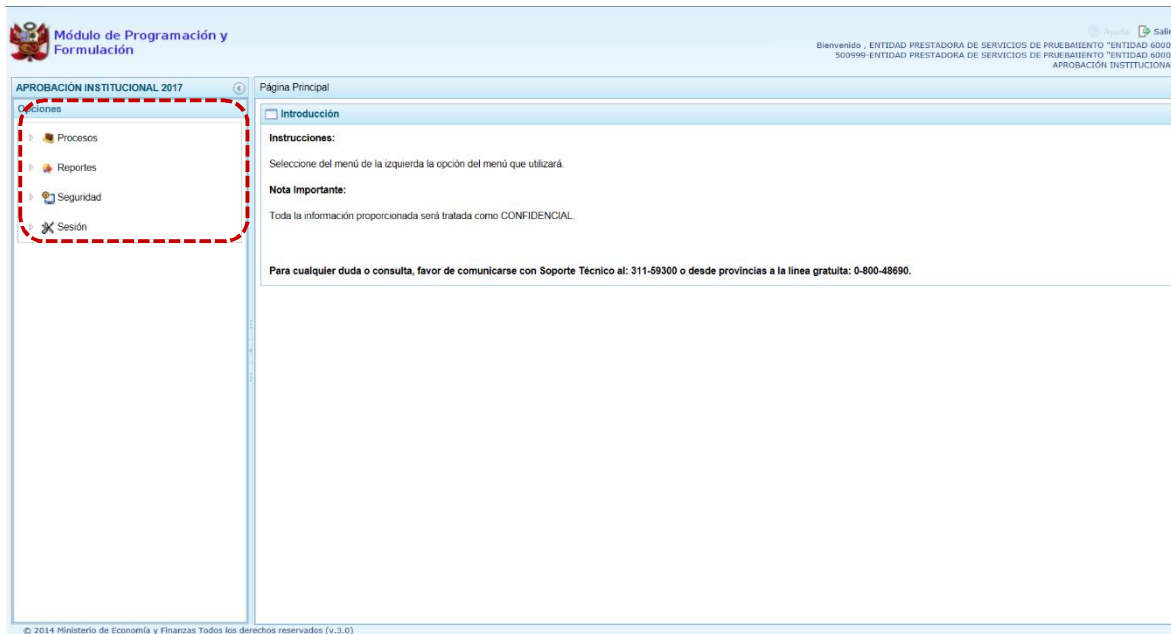 Módulo de Programación y
Formulación
Ayuda Salir
Bienvenido , ENTIDAD PRESTADORA DE SERVICIOS DE PRUEBAIIENTO "ENTIDAD 6000
500999-ENTIDAD PRESTADORA DE SERVICIOS DE PRUEBAIIENTO "ENTIDAD 6000
APROBACIÓN INSTITUCIONA
APROBACIÓN INSTITUCIONAL 2017
Página Principal
Opciones
Introducción
Procesos
Reportes
Seguridad
Sesión
Instrucciones:
Seleccione del menú de la izquierda la opción del menú que utilizará.
Nota Importante:
Toda la información proporcionada será tratada como CONFIDENCIAL.
Para cualquier duda o consulta, favor de comunicarse con Soporte Técnico al: 311-59300 o desde provincias a la linea gratuita: 0-800-48690.
© 2014 Ministerio de Economía y Finanzas Todos los derechos reservados (v.3.0)